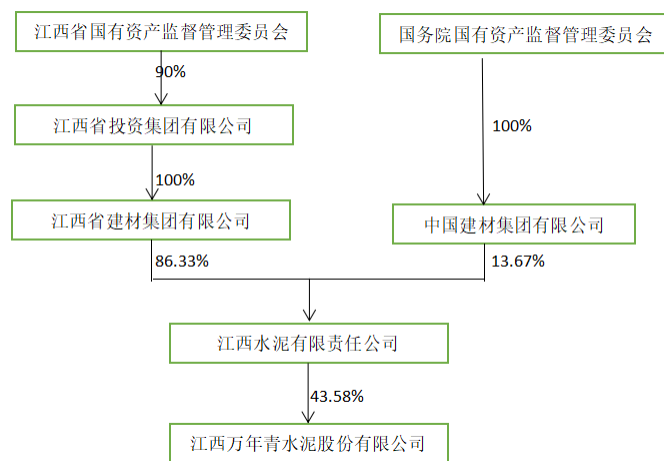 江西省国有资产监督管理委员会
国务院国有资产监督管理委员会
90%
江西省投资集团有限公司
100%
100%
江西省建材集团有限公司
中国建材集团有限公司
86.33%
13.67%
江西水泥有限责任公司
43.58%
江西万年青水泥股份有限公司